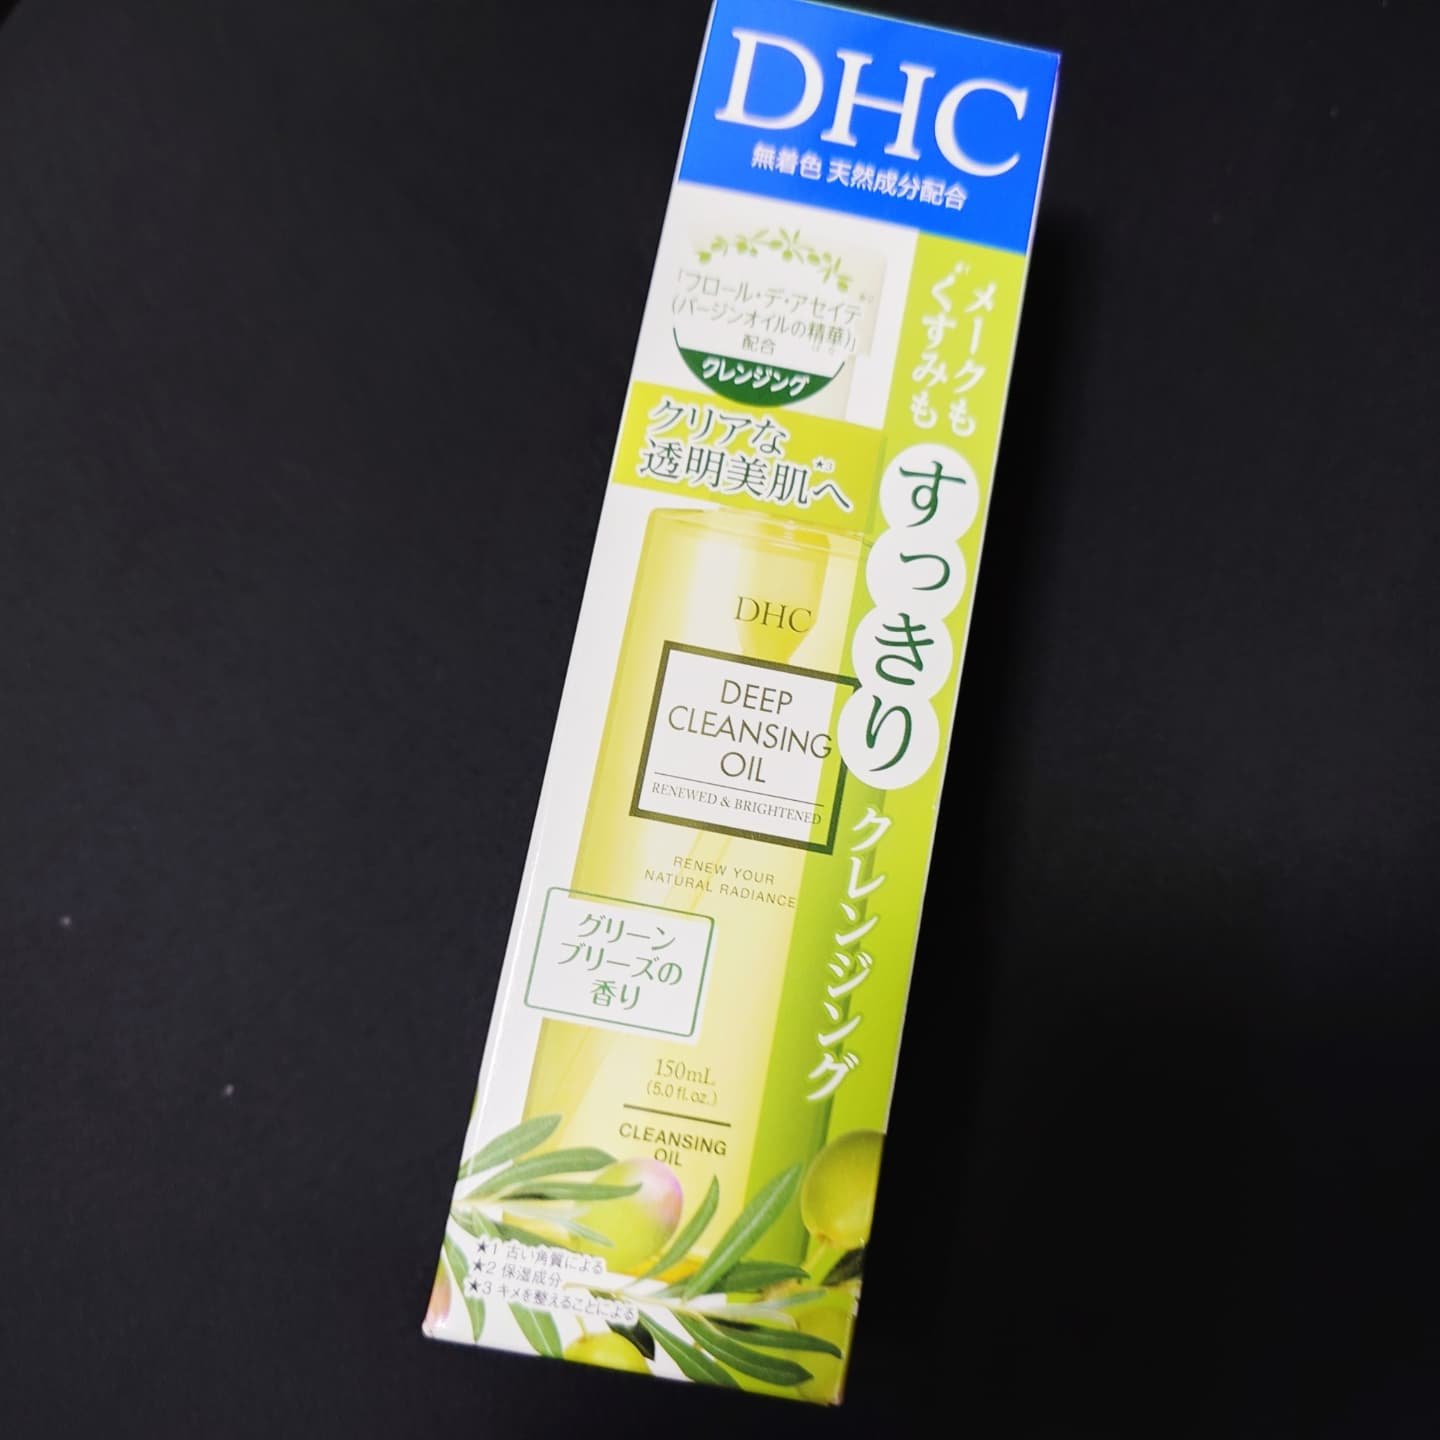 DHC
無着色 天然成分配合
「フロール・デ・アセイテ★2
(バージンオイルの精華)」
配合
クレンジング
クリアな
透明美肌★3へ
メークも
"くすみも
すっきり
クレンジング
DHC
DEEP
CLEANSING
OIL
RENEWED & BRIGHTENED
RENEW YOUR
NATURAL RADIANCE
グリーン
ブリーズの
香り
150mL
(5.0 fl.oz.)
CLEANSING
OIL
★1 古い角質による
★2 保湿成分
★3 キメを整えることによる